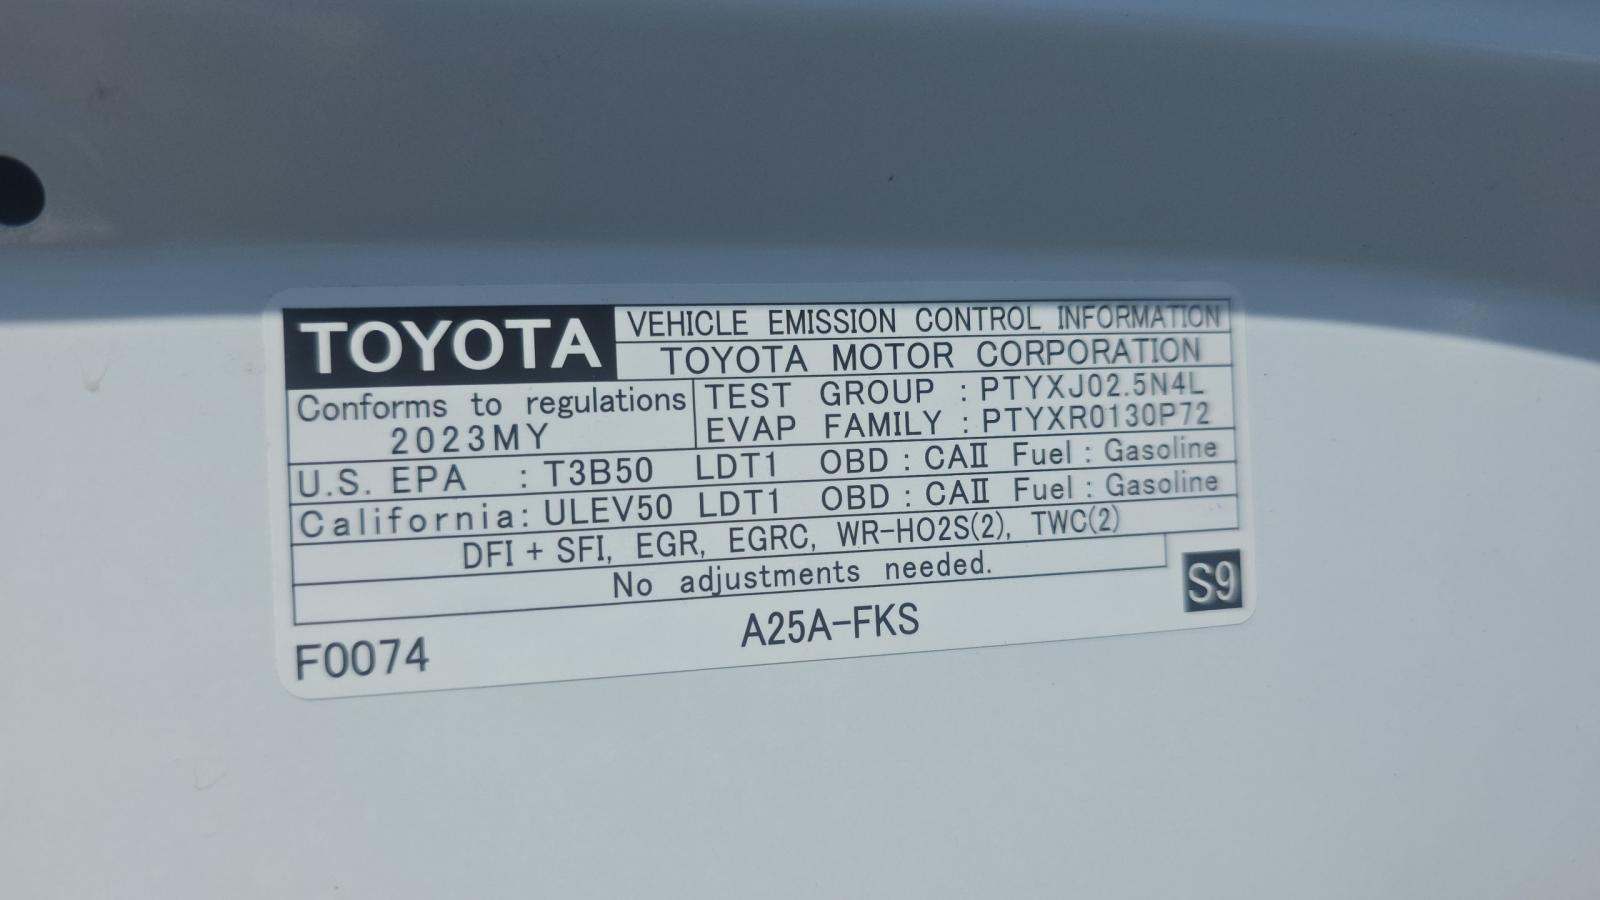 TOYOTA VEHICLE EMISSION CONTROL INFORMATION
TOYOTA MOTOR CORPORATION
Conforms to regulations
2023MY
TEST GROUP : PTYXJ02.5N4L
EVAP FAMILY : PTYXR0130P72
U.S. EPA : T3B50 LDT1 OBD : CAⅡ Fuel : Gasoline
California: ULEV50 LDT1 OBD : CAⅡ Fuel : Gasoline
DFI + SFI, EGR, EGRC, WR-HO2S(2), TWC(2)
No adjustments needed.
S9
F0074 A25A-FKS